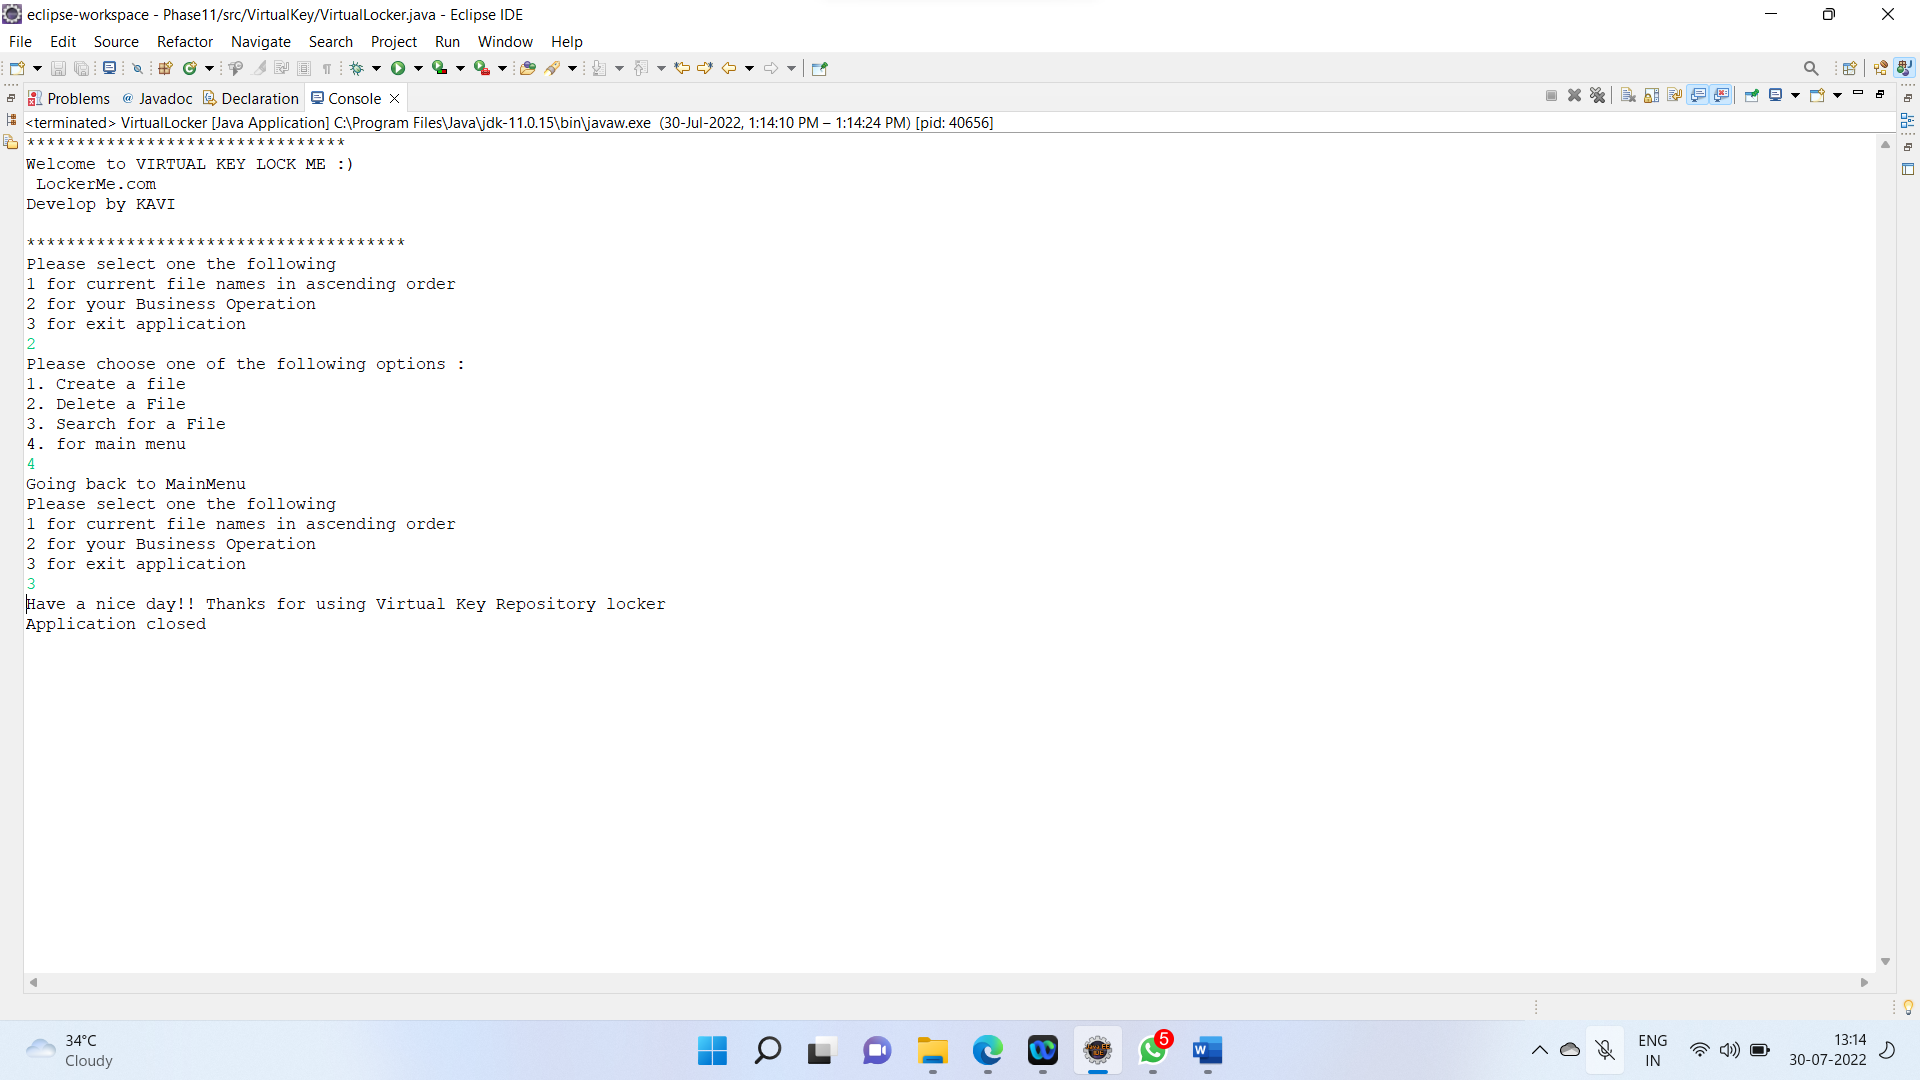 eclipse-workspace - Phase11/src/VirtualKey/VirtualLocker.java - Eclipse IDE
File Edit Source Refactor Navigate Search Project Run Window Help
Problems @ Javadoc Declaration Console
<terminated> VirtualLocker [Java Application] C:\Program Files\Java\jdk-11.0.15\bin\javaw.exe (30-Jul-2022, 1:14:10 PM – 1:14:24 PM) [pid: 40656]
********************************
Welcome to VIRTUAL KEY LOCK ME :)
LockerMe.com
Develop by KAVI
**************************************
Please select one the following
1 for current file names in ascending order
2 for your Business Operation
3 for exit application
2
Please choose one of the following options :
1. Create a file
2. Delete a File
3. Search for a File
4. for main menu
4
Going back to MainMenu
Please select one the following
1 for current file names in ascending order
2 for your Business Operation
3 for exit application
3
Have a nice day!! Thanks for using Virtual Key Repository locker
Application closed
34°C
Cloudy
5
ENG
IN
13:14
30-07-2022